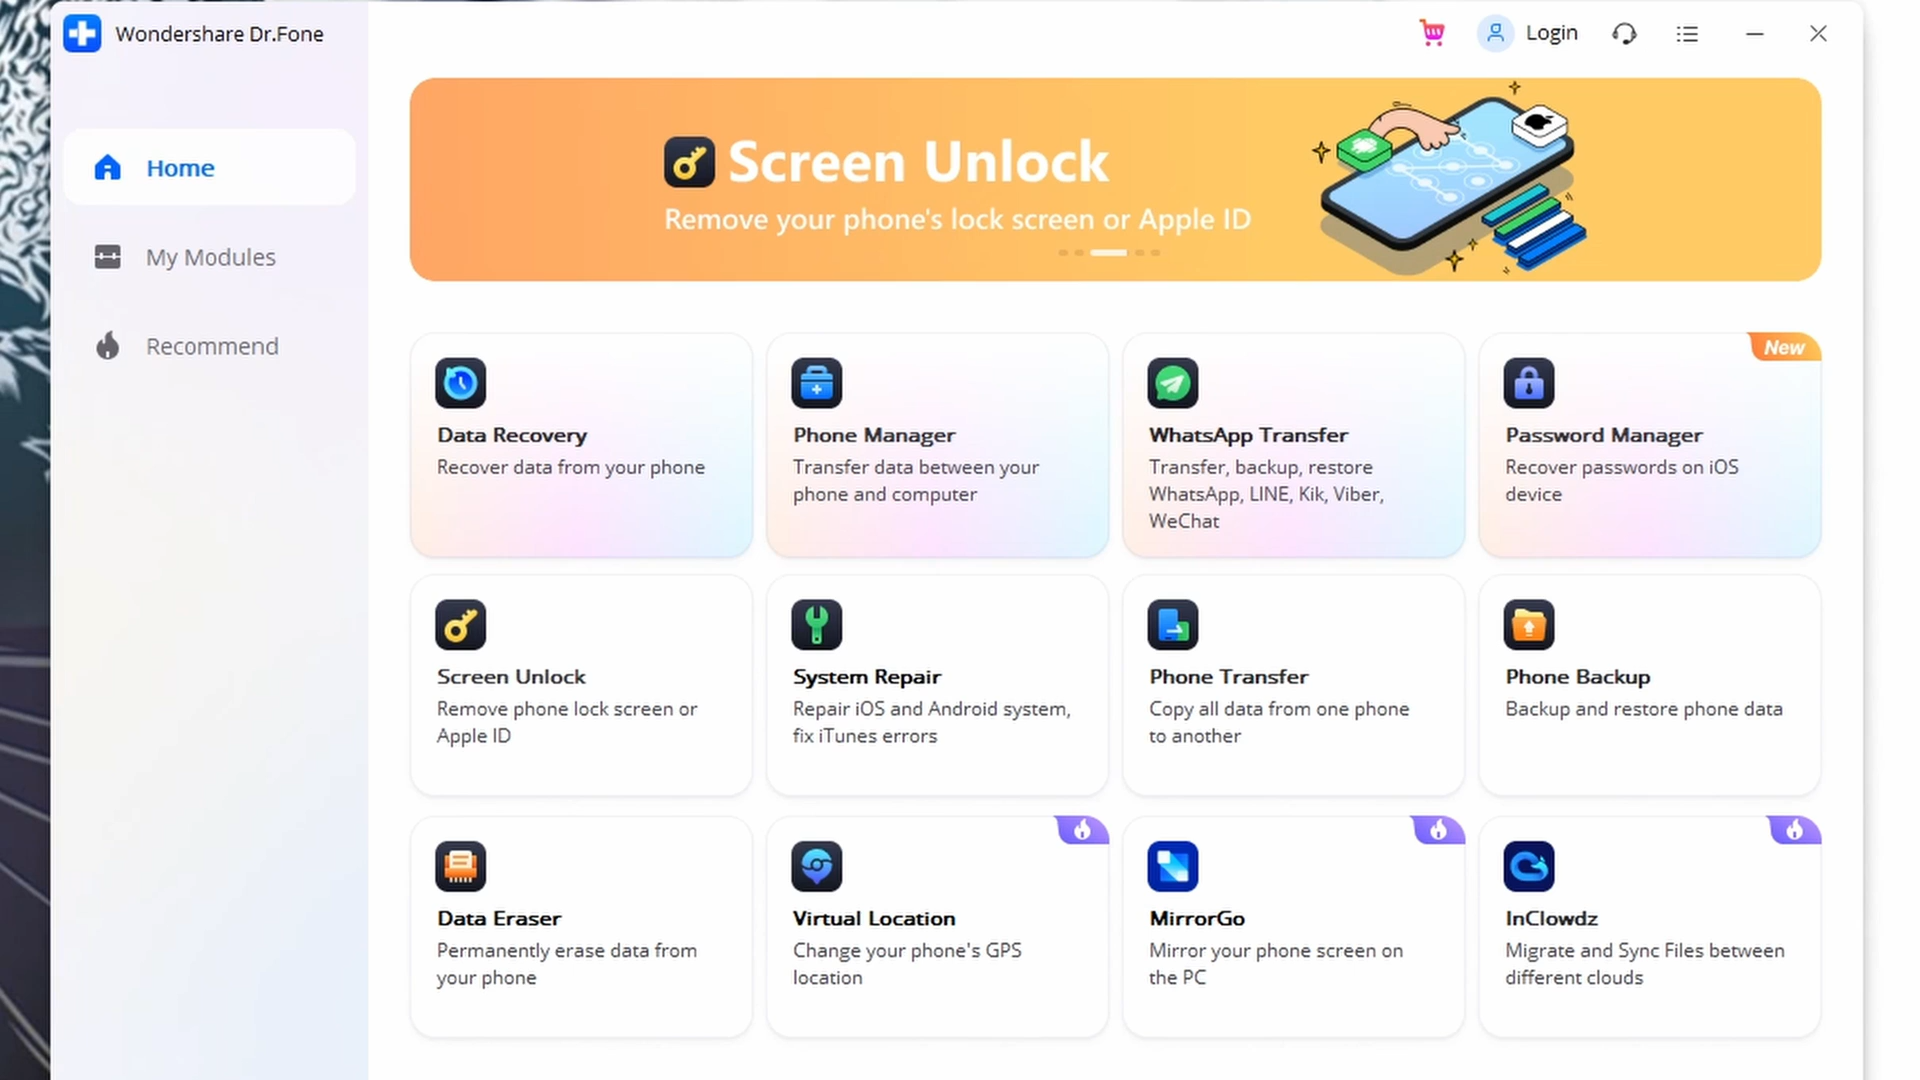 Wondershare Dr.Fone
Login
Home
My Modules
Recommend
Screen Unlock
Remove your phone's lock screen or Apple ID
Data Recovery
Recover data from your phone
Phone Manager
Transfer data between your
phone and computer
WhatsApp Transfer
Transfer, backup, restore
WhatsApp, LINE, Kik, Viber,
WeChat
New
Password Manager
Recover passwords on iOS
device
Screen Unlock
Remove phone lock screen or
Apple ID
System Repair
Repair iOS and Android system,
fix iTunes errors
Phone Transfer
Copy all data from one phone
to another
Phone Backup
Backup and restore phone data
Data Eraser
Permanently erase data from
your phone
Virtual Location
Change your phone's GPS
location
MirrorGo
Mirror your phone screen on
the PC
InClowdz
Migrate and Sync Files between
different clouds